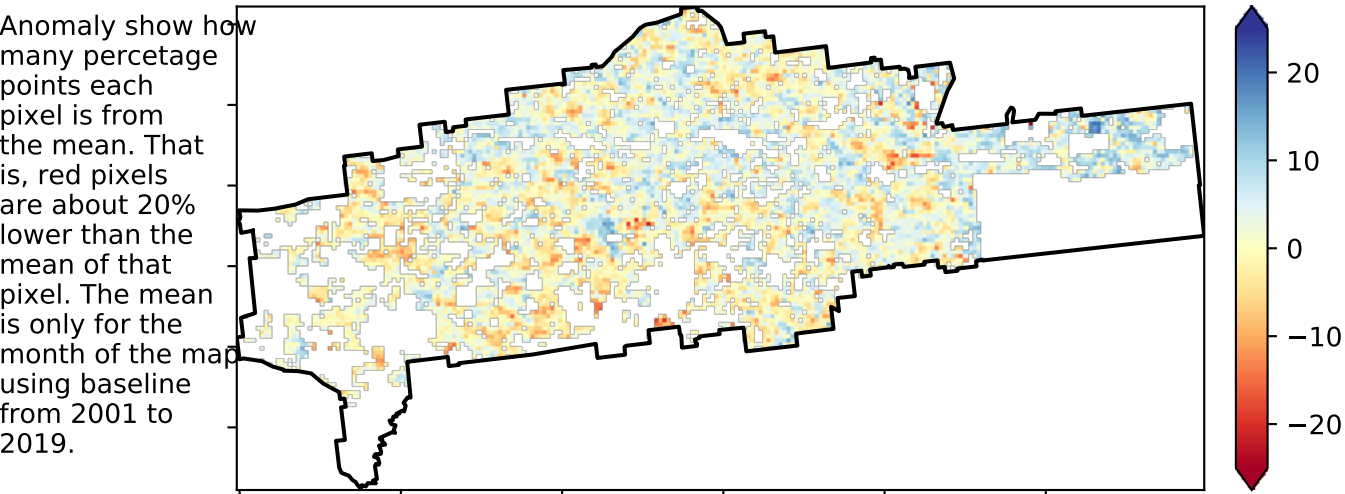 Anomaly show how
many percetage
points each
pixel is from
the mean. That
is, red pixels
are about 20%
lower than the
mean of that
pixel. The mean
is only for the
month of the map
using baseline
from 2001 to
2019.
20
10
0
−10
−20